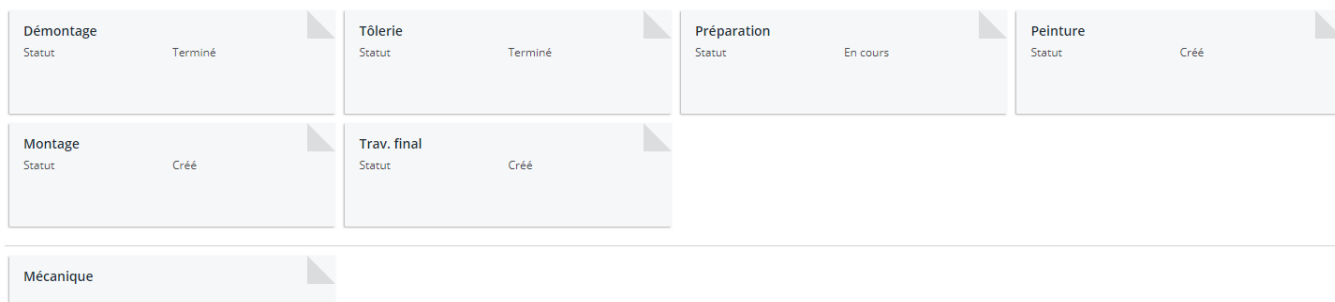 Démontage
Statut Terminé
Tôlerie
Statut Terminé
Préparation
Statut En cours
Peinture
Statut Créé
Montage
Statut Créé
Trav. final
Statut Créé
Mécanique